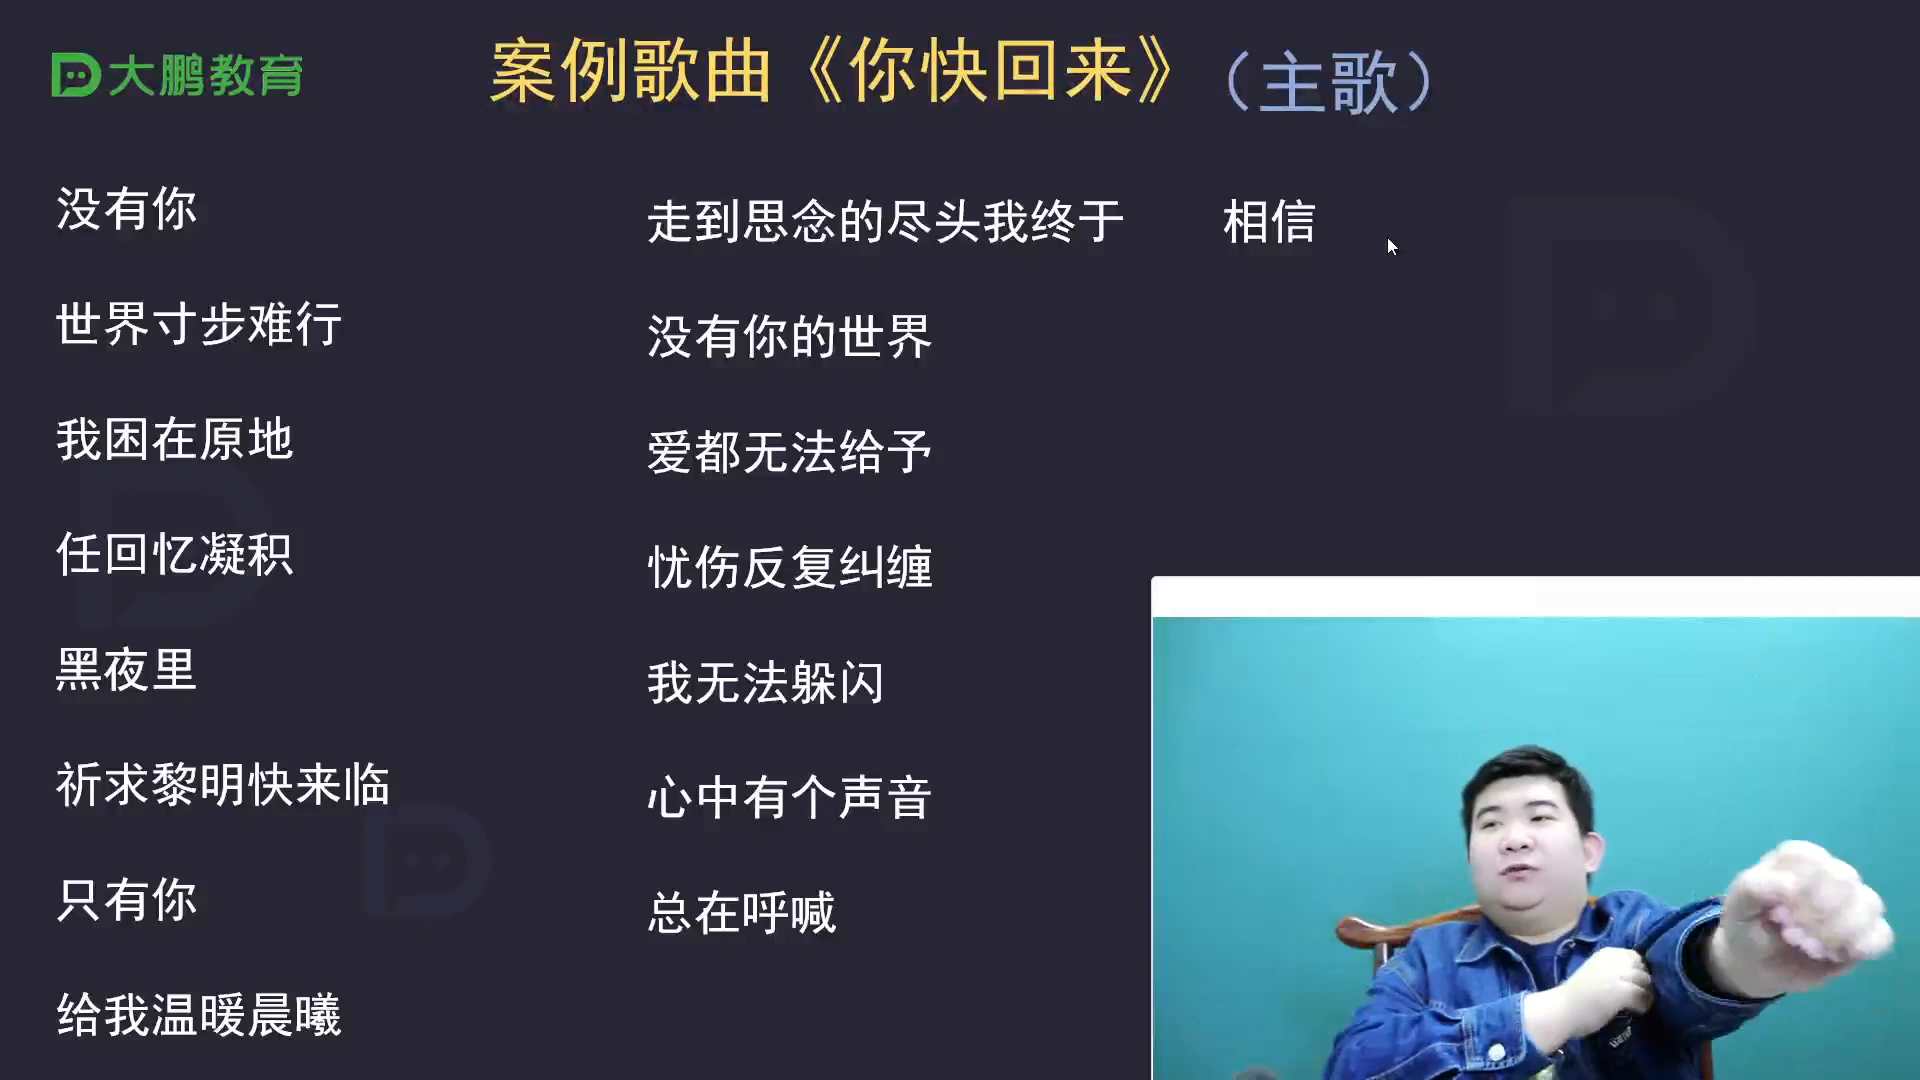 大鹏教育
案例歌曲《你快回来》（主歌）
没有你
世界寸步难行
我困在原地
任回忆凝积
黑夜里
祈求黎明快来临
只有你
给我温暖晨曦
走到思念的尽头我终于 相信
没有你的世界
爱都无法给予
忧伤反复纠缠
我无法躲闪
心中有个声音
总在呼喊